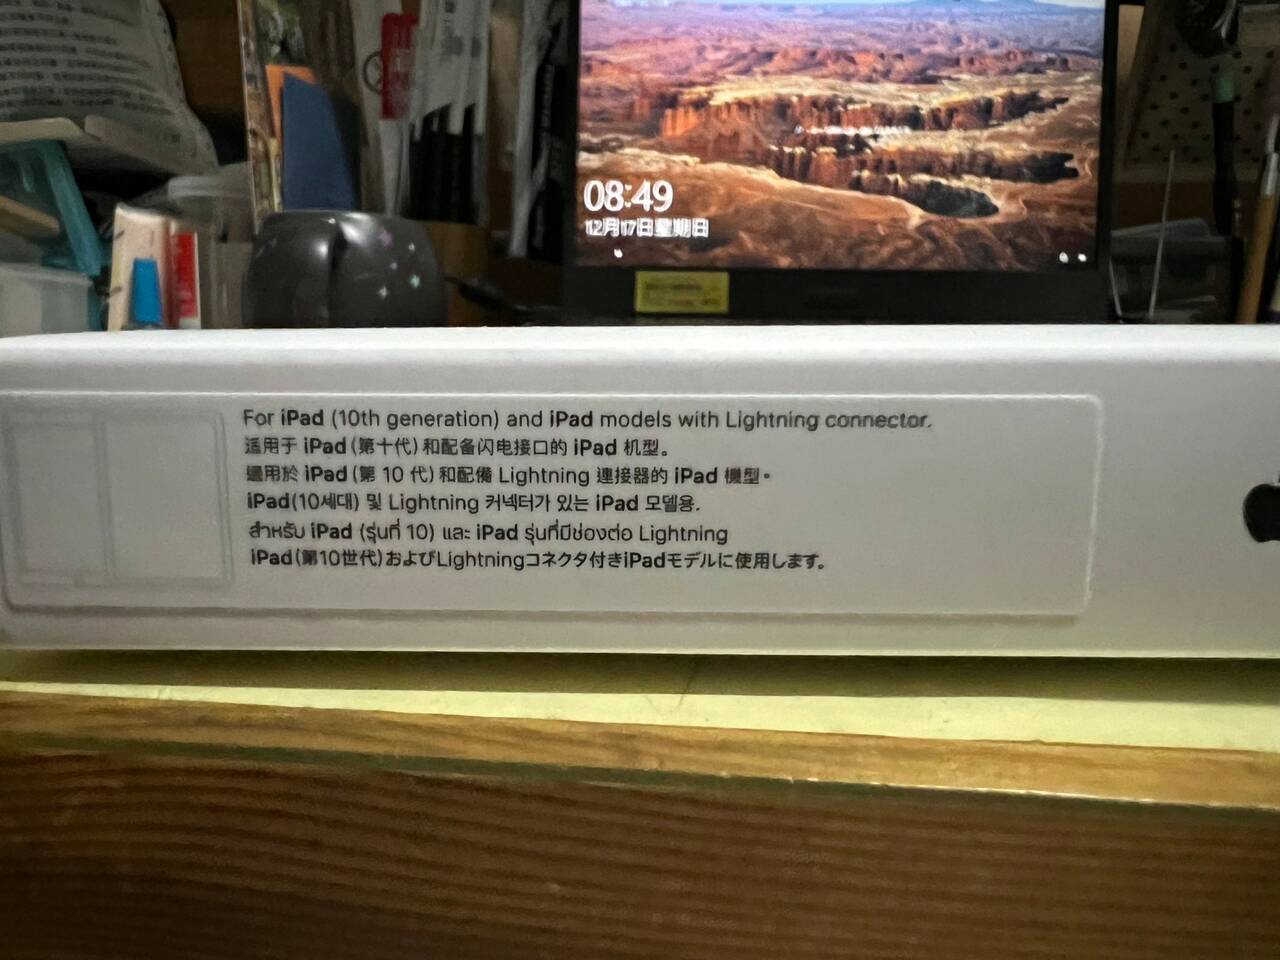 08:49
12月17日星期日
For iPad (10th generation) and iPad models with Lightning connector.
适用于 iPad (第十代) 和配备闪电接口的 iPad 机型。
適用於 iPad (第 10 代) 和配備 Lightning 連接器的 iPad 機型。
iPad(10세대) 및 Lightning 커넥터가 있는 iPad 모델용.
สำหรับ iPad (รุ่นที่ 10) และ iPad รุ่นที่มีช่องต่อ Lightning
iPad(第10世代)およびLightningコネクタ付きiPadモデルに使用します。